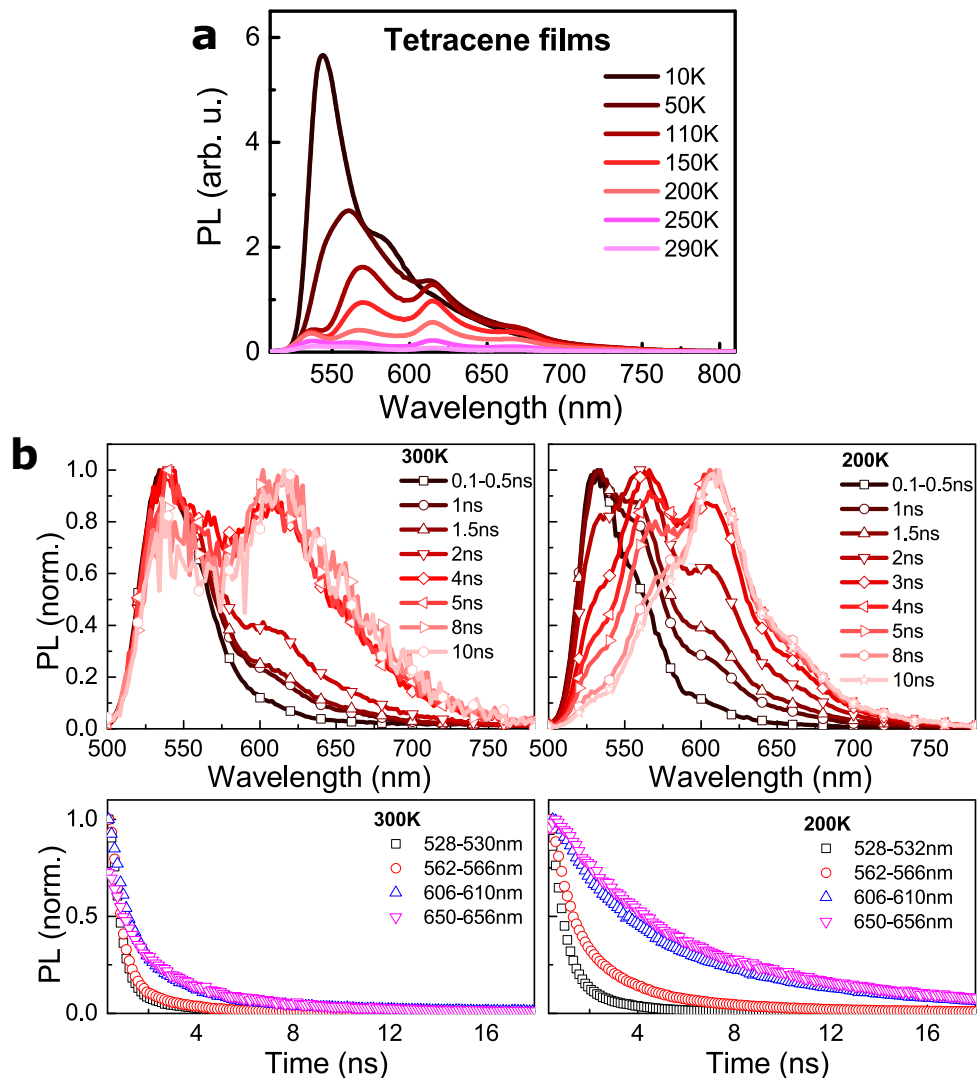 a
Tetracene films
PL (arb. u.)
6
4
2
0
10K
50K
110K
150K
200K
250K
290K
550 600 650 700 750 800
Wavelength (nm)
b
PL (norm.)
1.0
0.8
0.6
0.4
0.2
0.0
300K
0.1-0.5ns
1ns
1.5ns
2ns
4ns
5ns
8ns
10ns
500 550 600 650 700 750
Wavelength (nm)
200K
0.1-0.5ns
1ns
1.5ns
2ns
3ns
4ns
5ns
8ns
10ns
500 550 600 650 700 750
Wavelength (nm)
PL (norm.)
1.0
0.5
0.0
300K
528-530nm
562-566nm
606-610nm
650-656nm
4 8 12 16
Time (ns)
200K
528-532nm
562-566nm
606-610nm
650-656nm
4 8 12 16
Time (ns)